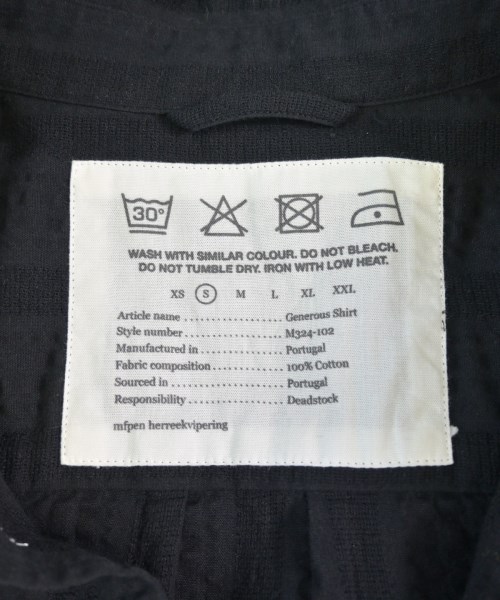 30°
WASH WITH SIMILAR COLOUR. DO NOT BLEACH.
DO NOT TUMBLE DRY. IRON WITH LOW HEAT.
XS S M L XL XXL
Article name ........................ Generous Shirt
Style number ........................ M324-102
Manufactured in .................... Portugal
Fabric composition ................ 100% Cotton
Sourced in ........................... Portugal
Responsibility ...................... Deadstock
mfpen herreekvipering